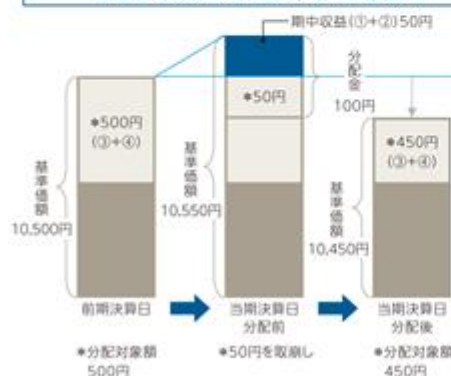 期中収益(①+②)50円
*50円
分配金
100円
*500円
(③+④)
*450円
(③+④)
基準価額
10,500円
基準価額
10,550円
基準価額
10,450円
前期決算日
当期決算日
分配前
当期決算日
分配後
*分配対象額
500円
*50円を取崩し
*分配対象額
450円